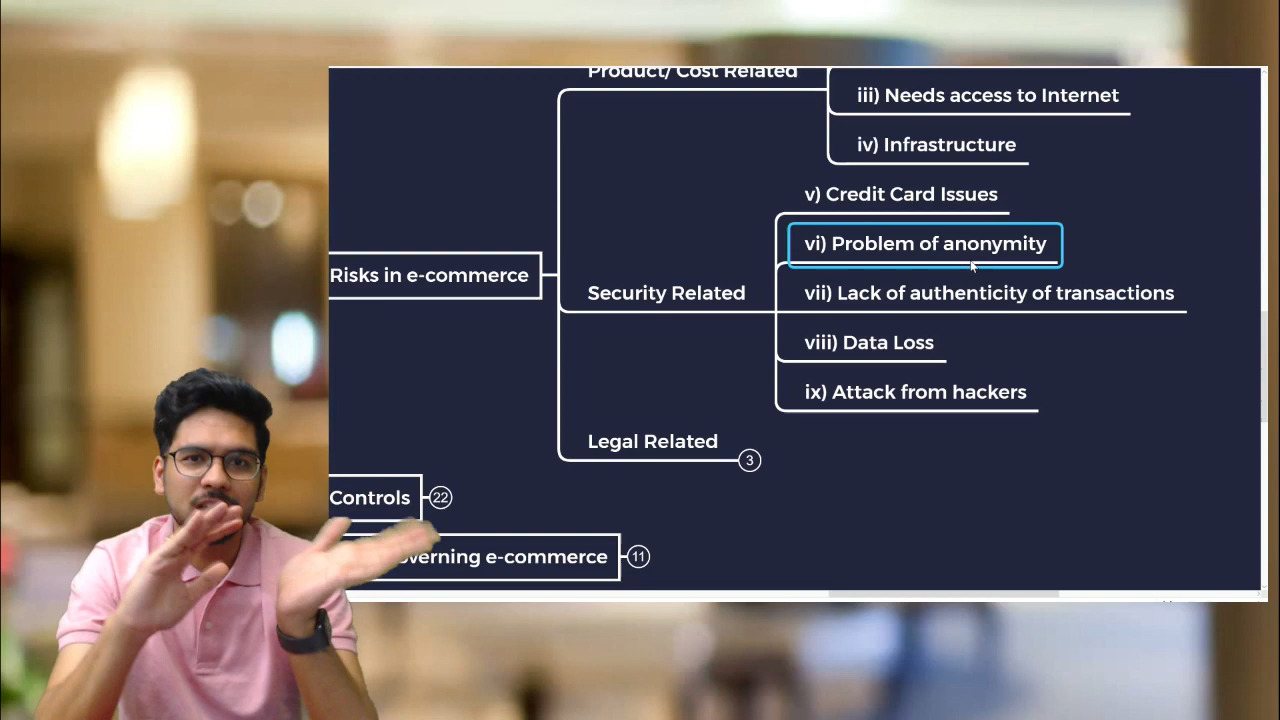 Product/ Cost Related
iii) Needs access to Internet
iv) Infrastructure
v) Credit Card Issues
vi) Problem of anonymity
Risks in e-commerce
Security Related
vii) Lack of authenticity of transactions
viii) Data Loss
ix) Attack from hackers
Legal Related
3
Controls
22
overning e-commerce
11